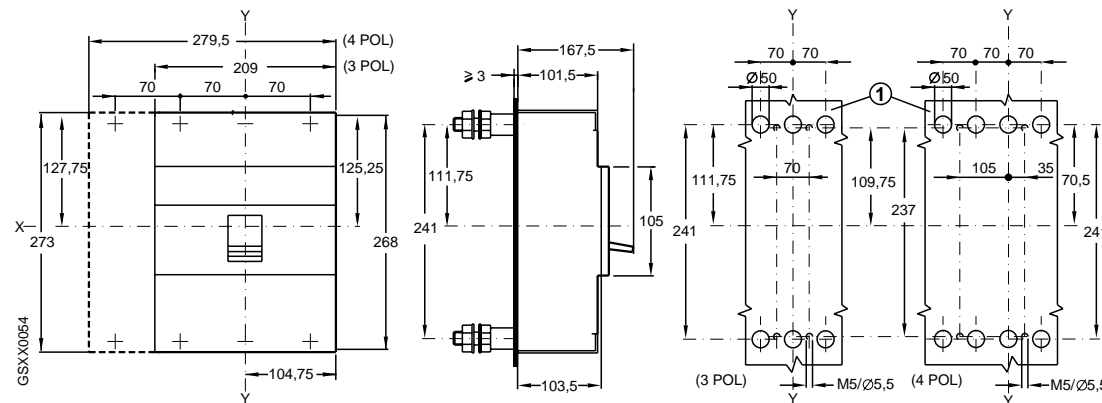 Y
279,5 (4 POL)
209 (3 POL)
70 70 70
127,75
125,25
X
273
268
GSXX0054
104,75
Y
167,5
≥ 3
101,5
111,75
241
105
103,5
Y
70 70
Ø 50
1
111,75
70
109,75
241
237
(3 POL)
M5/Ø5,5
Y
Y
70 70 70
Ø 50
105
35
70,5
241
(4 POL)
M5/Ø5,5
Y